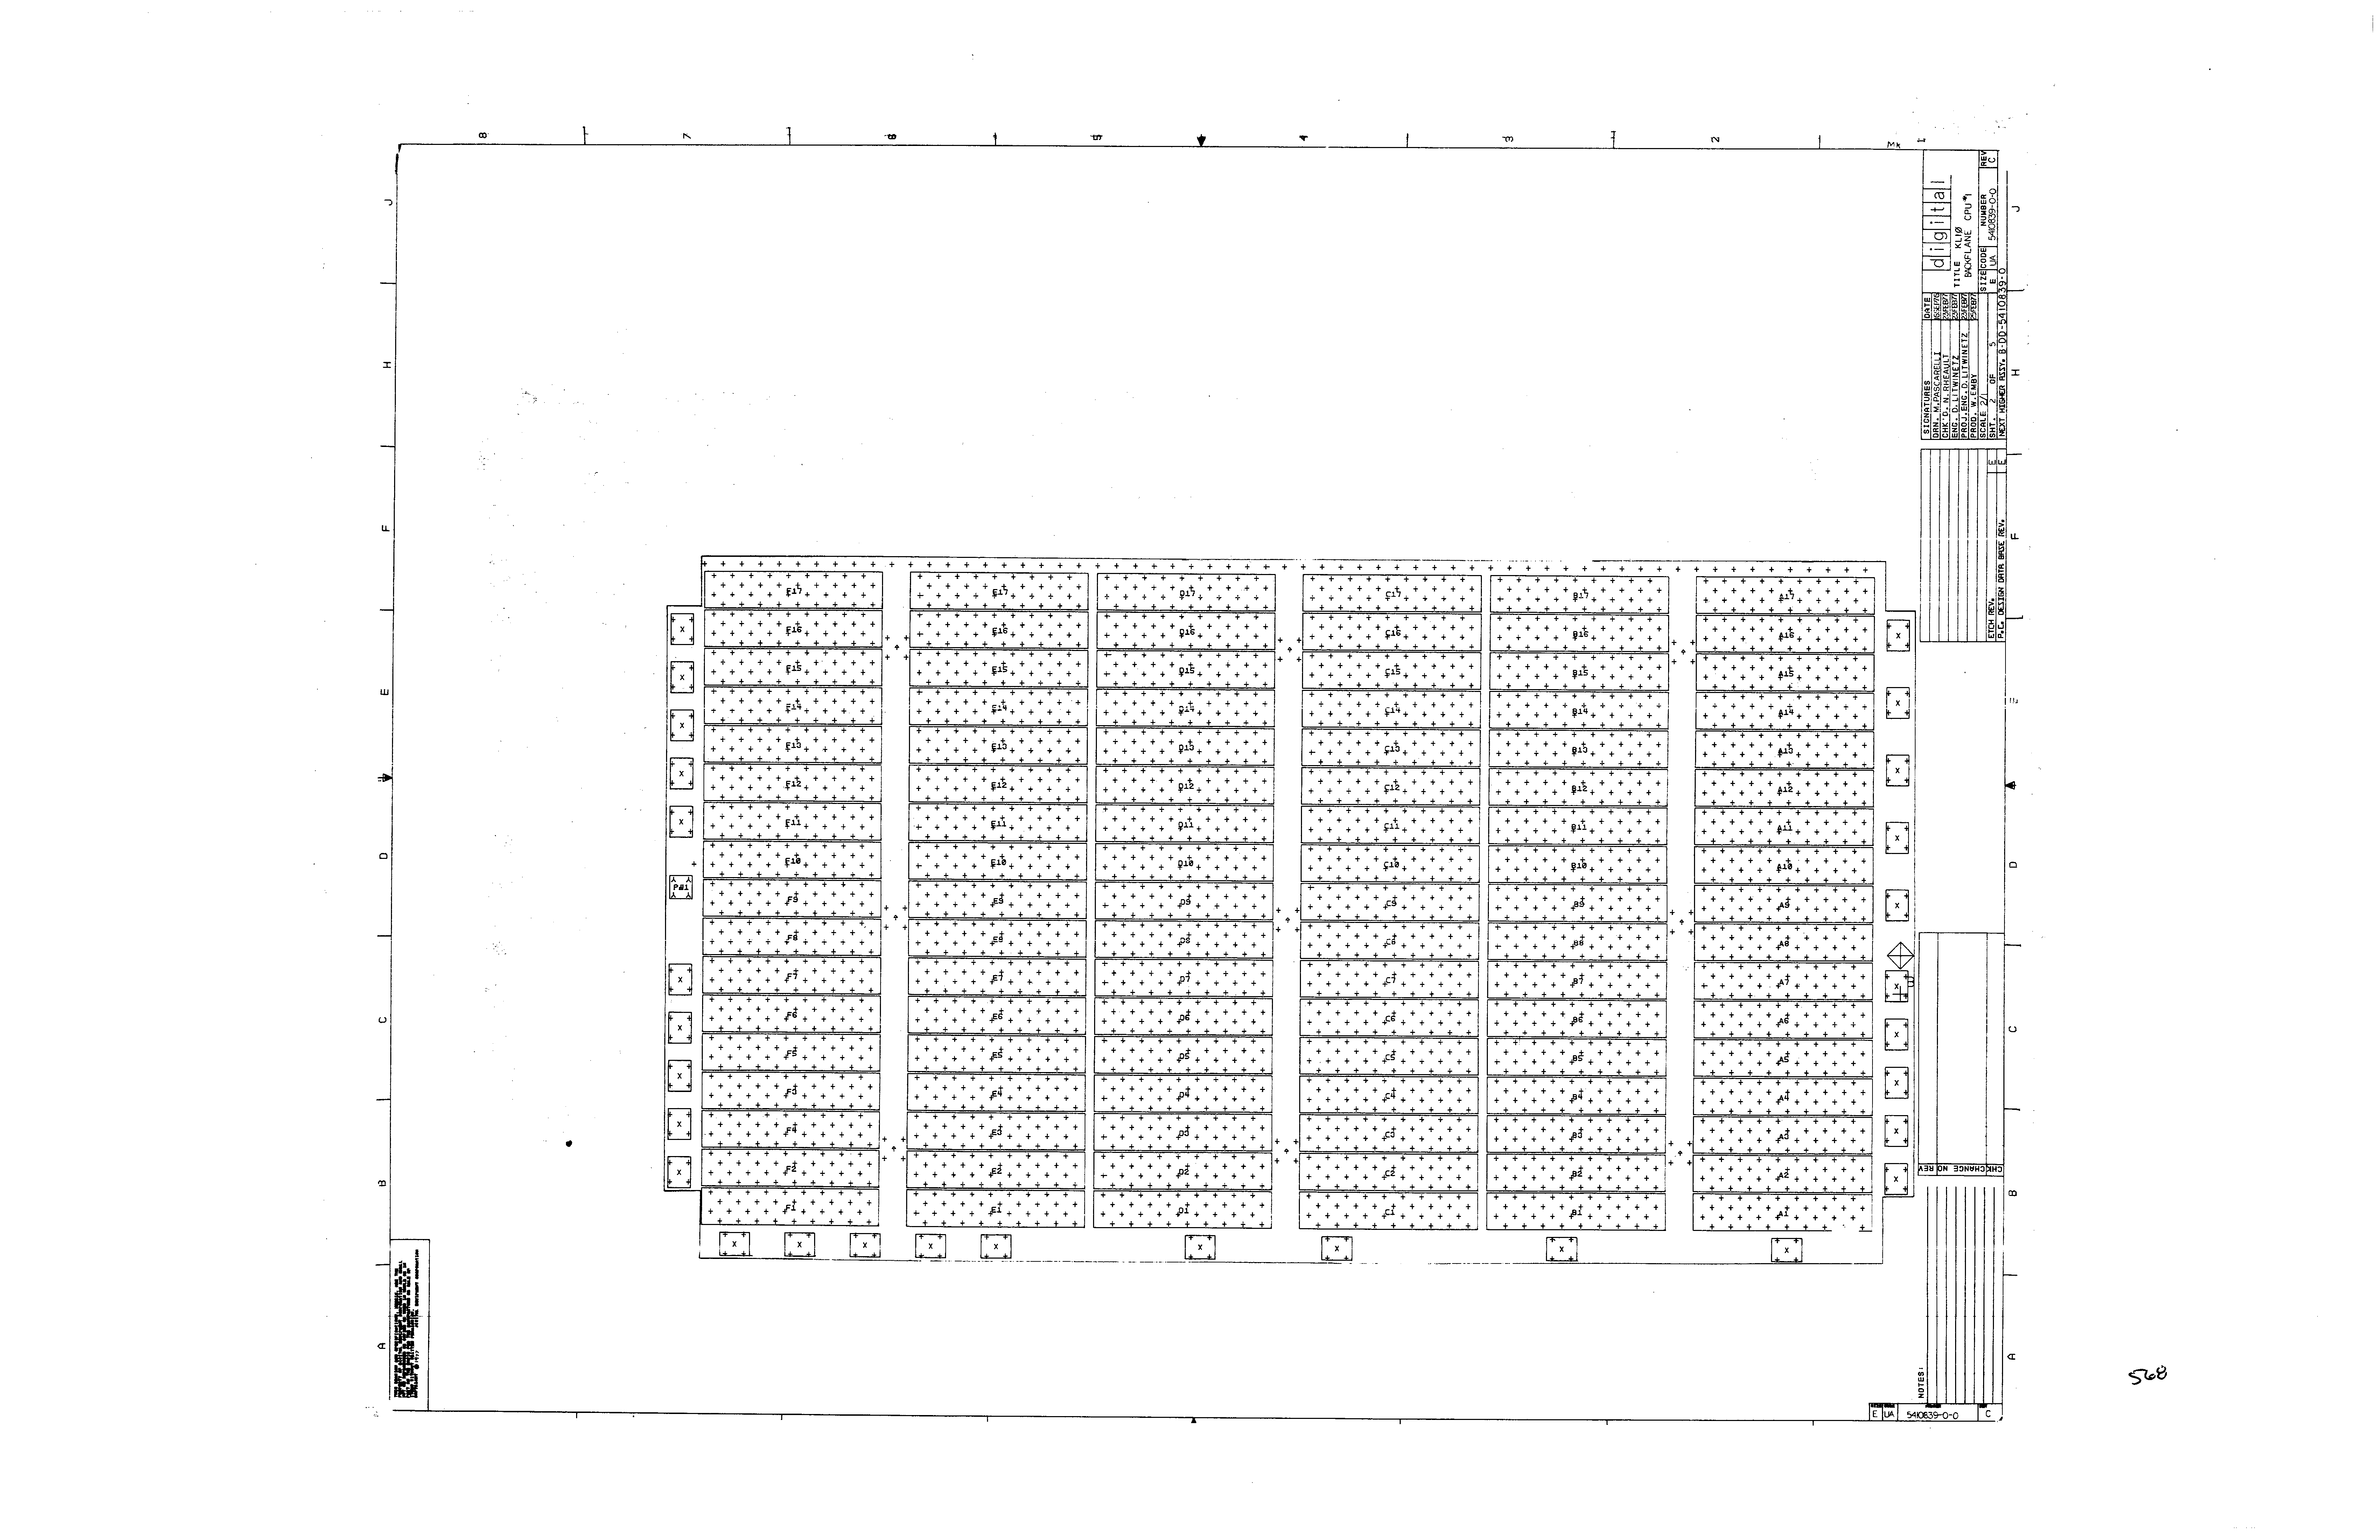 8 7 6 5 4 3 2 1
MK
J H F E D C B A
J H F E D C B A
digital
TITLE KL10
BACKPLANE CPU#1
SIZE CODE NUMBER REV
E UA 5410839-0-0 C
SIGNATURES DATE
DRN. M.PASCARELLI
CHK'D. N.RHEAULT
ENG. D.LITWINETZ
PROJ.ENG. D.LITWINETZ
PROD. W.EMBY
SCALE 2/1
SHT. 2 OF 5
NEXT HIGHER ASSY. B-DD-5410839-0
ETCH REV. E
P.C. DESIGN DATA BASE REV. E
F17 E17 D17 C17 B17 A17
F16 E16 D16 C16 B16 A16
F15 E15 D15 C15 B15 A15
F14 E14 D14 C14 B14 A14
F13 E13 D13 C13 B13 A13
F12 E12 D12 C12 B12 A12
F11 E11 D11 C11 B11 A11
F10 E10 D10 C10 B10 A10
F9 E9 D9 C9 B9 A9
F8 E8 D8 C8 B8 A8
F7 E7 D7 C7 B7 A7
F6 E6 D6 C6 B6 A6
F5 E5 D5 C5 B5 A5
F3 E4 D4 C4 B4 A4
F4 E3 D3 C3 B3 A3
F2 E2 D2 C2 B2 A2
F1 E1 D1 C1 B1 A1
CHK CHANGE NO REV
NOTES:
E UA 5410839-0-0 C
568